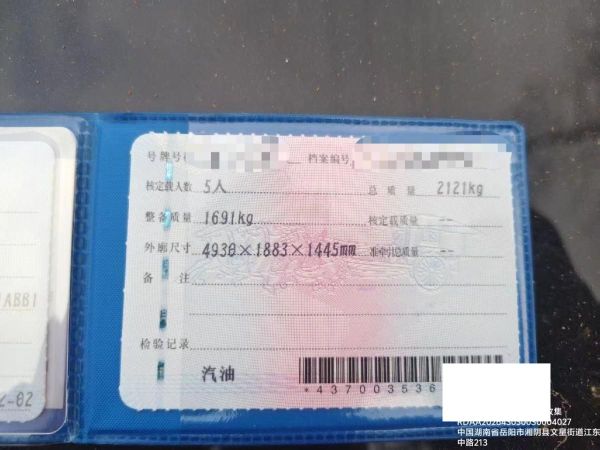 号牌号码
档案编号
核定载人数 5人 总质量 2121kg
整备质量 1691kg 核定载质量 --
外廓尺寸 4930×1883×1445mm 准牵引总质量 --
备注
ABB1
检验记录
汽油
-02
*437003536
收集
RDAA202643030030004027
中国湖南省岳阳市湘阴县文星街道江东
中路213